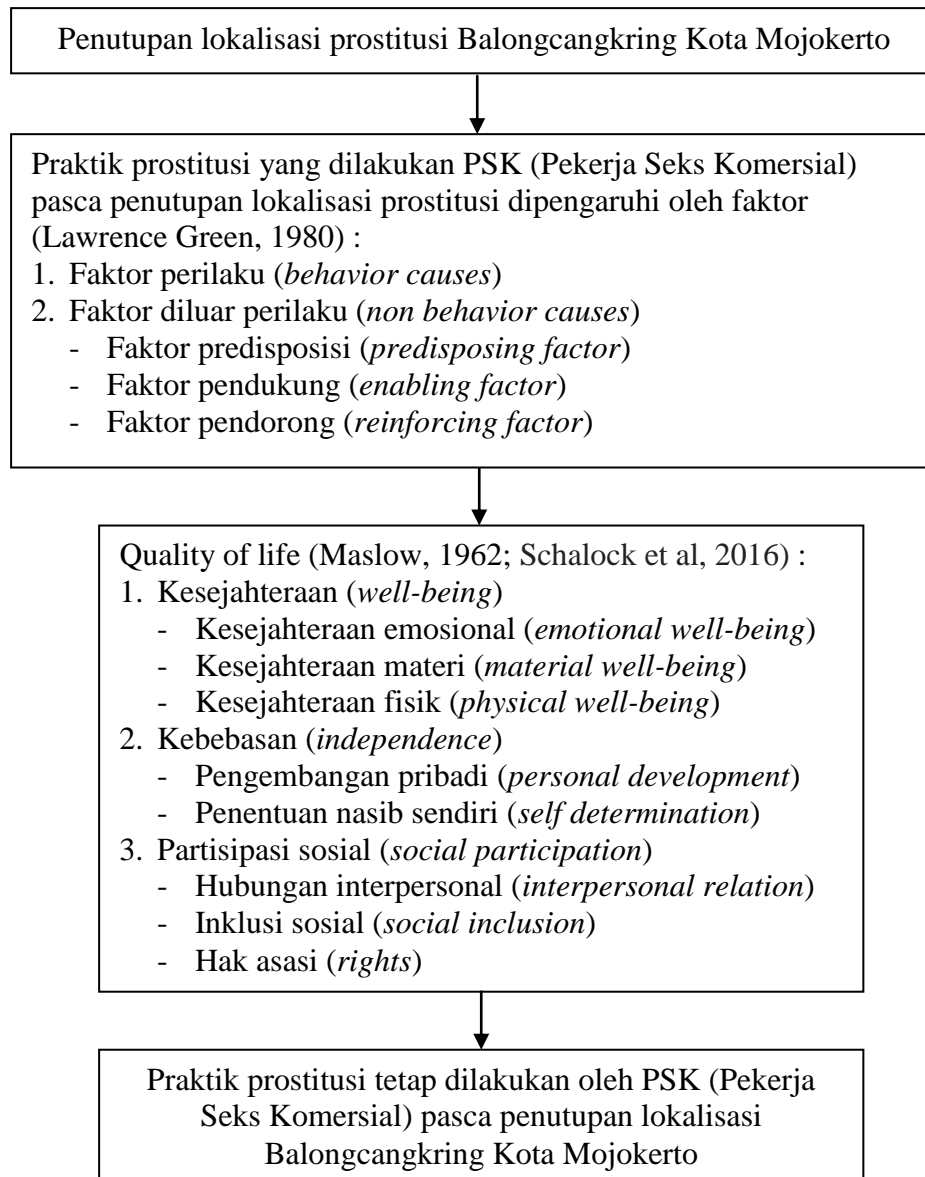 Penutupan lokalisasi prostitusi Balongcangkring Kota Mojokerto
Praktik prostitusi yang dilakukan PSK (Pekerja Seks Komersial)
pasca penutupan lokalisasi prostitusi dipengaruhi oleh faktor
(Lawrence Green, 1980) :
1. Faktor perilaku (behavior causes)
2. Faktor diluar perilaku (non behavior causes)
- Faktor predisposisi (predisposing factor)
- Faktor pendukung (enabling factor)
- Faktor pendorong (reinforcing factor)
Quality of life (Maslow, 1962; Schalock et al, 2016) :
1. Kesejahteraan (well-being)
- Kesejahteraan emosional (emotional well-being)
- Kesejahteraan materi (material well-being)
- Kesejahteraan fisik (physical well-being)
2. Kebebasan (independence)
- Pengembangan pribadi (personal development)
- Penentuan nasib sendiri (self determination)
3. Partisipasi sosial (social participation)
- Hubungan interpersonal (interpersonal relation)
- Inklusi sosial (social inclusion)
- Hak asasi (rights)
Praktik prostitusi tetap dilakukan oleh PSK (Pekerja
Seks Komersial) pasca penutupan lokalisasi
Balongcangkring Kota Mojokerto